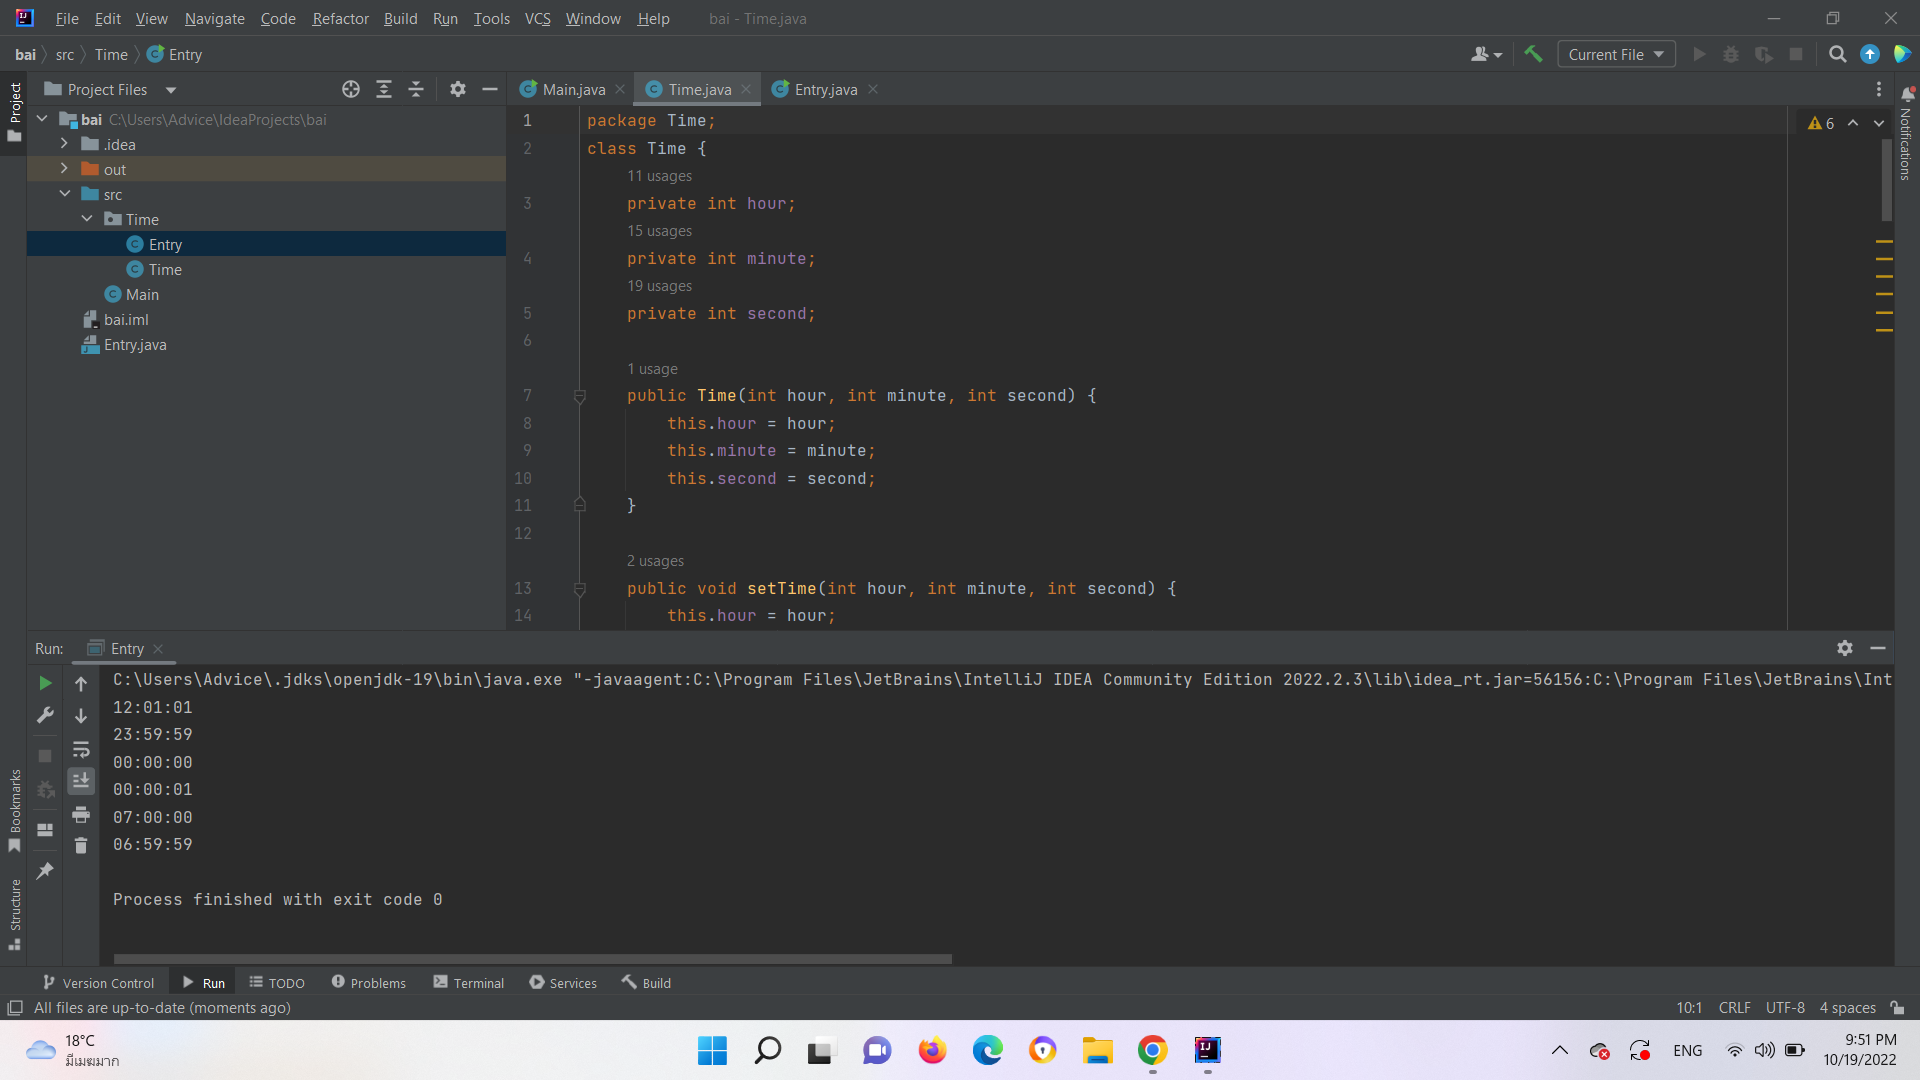 File Edit View Navigate Code Refactor Build Run Tools VCS Window Help bai - Time.java
bai src Time Entry
Current File
Project
Project Files
bai C:\Users\Advice\IdeaProjects\bai
.idea
out
src
Time
Entry
Time
Main
bai.iml
Entry.java
Main.java Time.java Entry.java
6
Notifications
1 package Time;
2 class Time {
11 usages
3 private int hour;
15 usages
4 private int minute;
19 usages
5 private int second;
6
1 usage
7 public Time(int hour, int minute, int second) {
8 this.hour = hour;
9 this.minute = minute;
10 this.second = second;
11 }
12
2 usages
13 public void setTime(int hour, int minute, int second) {
14 this.hour = hour;
Run: Entry
C:\Users\Advice\.jdks\openjdk-19\bin\java.exe "-javaagent:C:\Program Files\JetBrains\IntelliJ IDEA Community Edition 2022.2.3\lib\idea_rt.jar=56156:C:\Program Files\JetBrains\Int
12:01:01
23:59:59
00:00:00
00:00:01
07:00:00
06:59:59
Process finished with exit code 0
Bookmarks
Structure
Version Control Run TODO Problems Terminal Services Build
All files are up-to-date (moments ago)
10:1 CRLF UTF-8 4 spaces
18°C
มีเมฆมาก
ENG
9:51 PM
10/19/2022